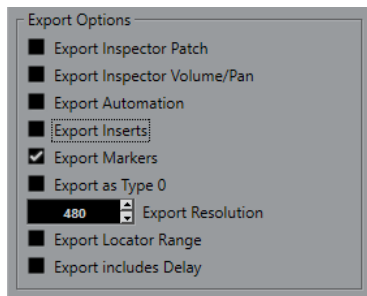 Export Options
Export Inspector Patch
Export Inspector Volume/Pan
Export Automation
Export Inserts
Export Markers
Export as Type 0
480 Export Resolution
Export Locator Range
Export includes Delay